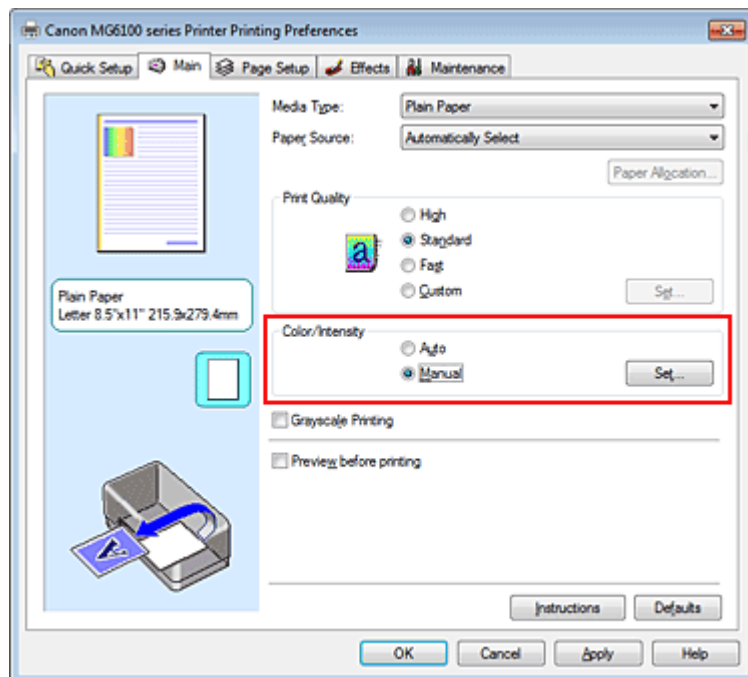 Canon MG6100 series Printer Printing Preferences
Quick Setup Main Page Setup Effects Maintenance
Media Type: Plain Paper
Paper Source: Automatically Select
Paper Allocation...
Print Quality
High
a Standard
Fast
Custom Set...
Plain Paper
Letter 8.5"x11" 215.9x279.4mm
Color/Intensity
Auto
Manual Set...
Grayscale Printing
Preview before printing
A
Instructions Defaults
OK Cancel Apply Help